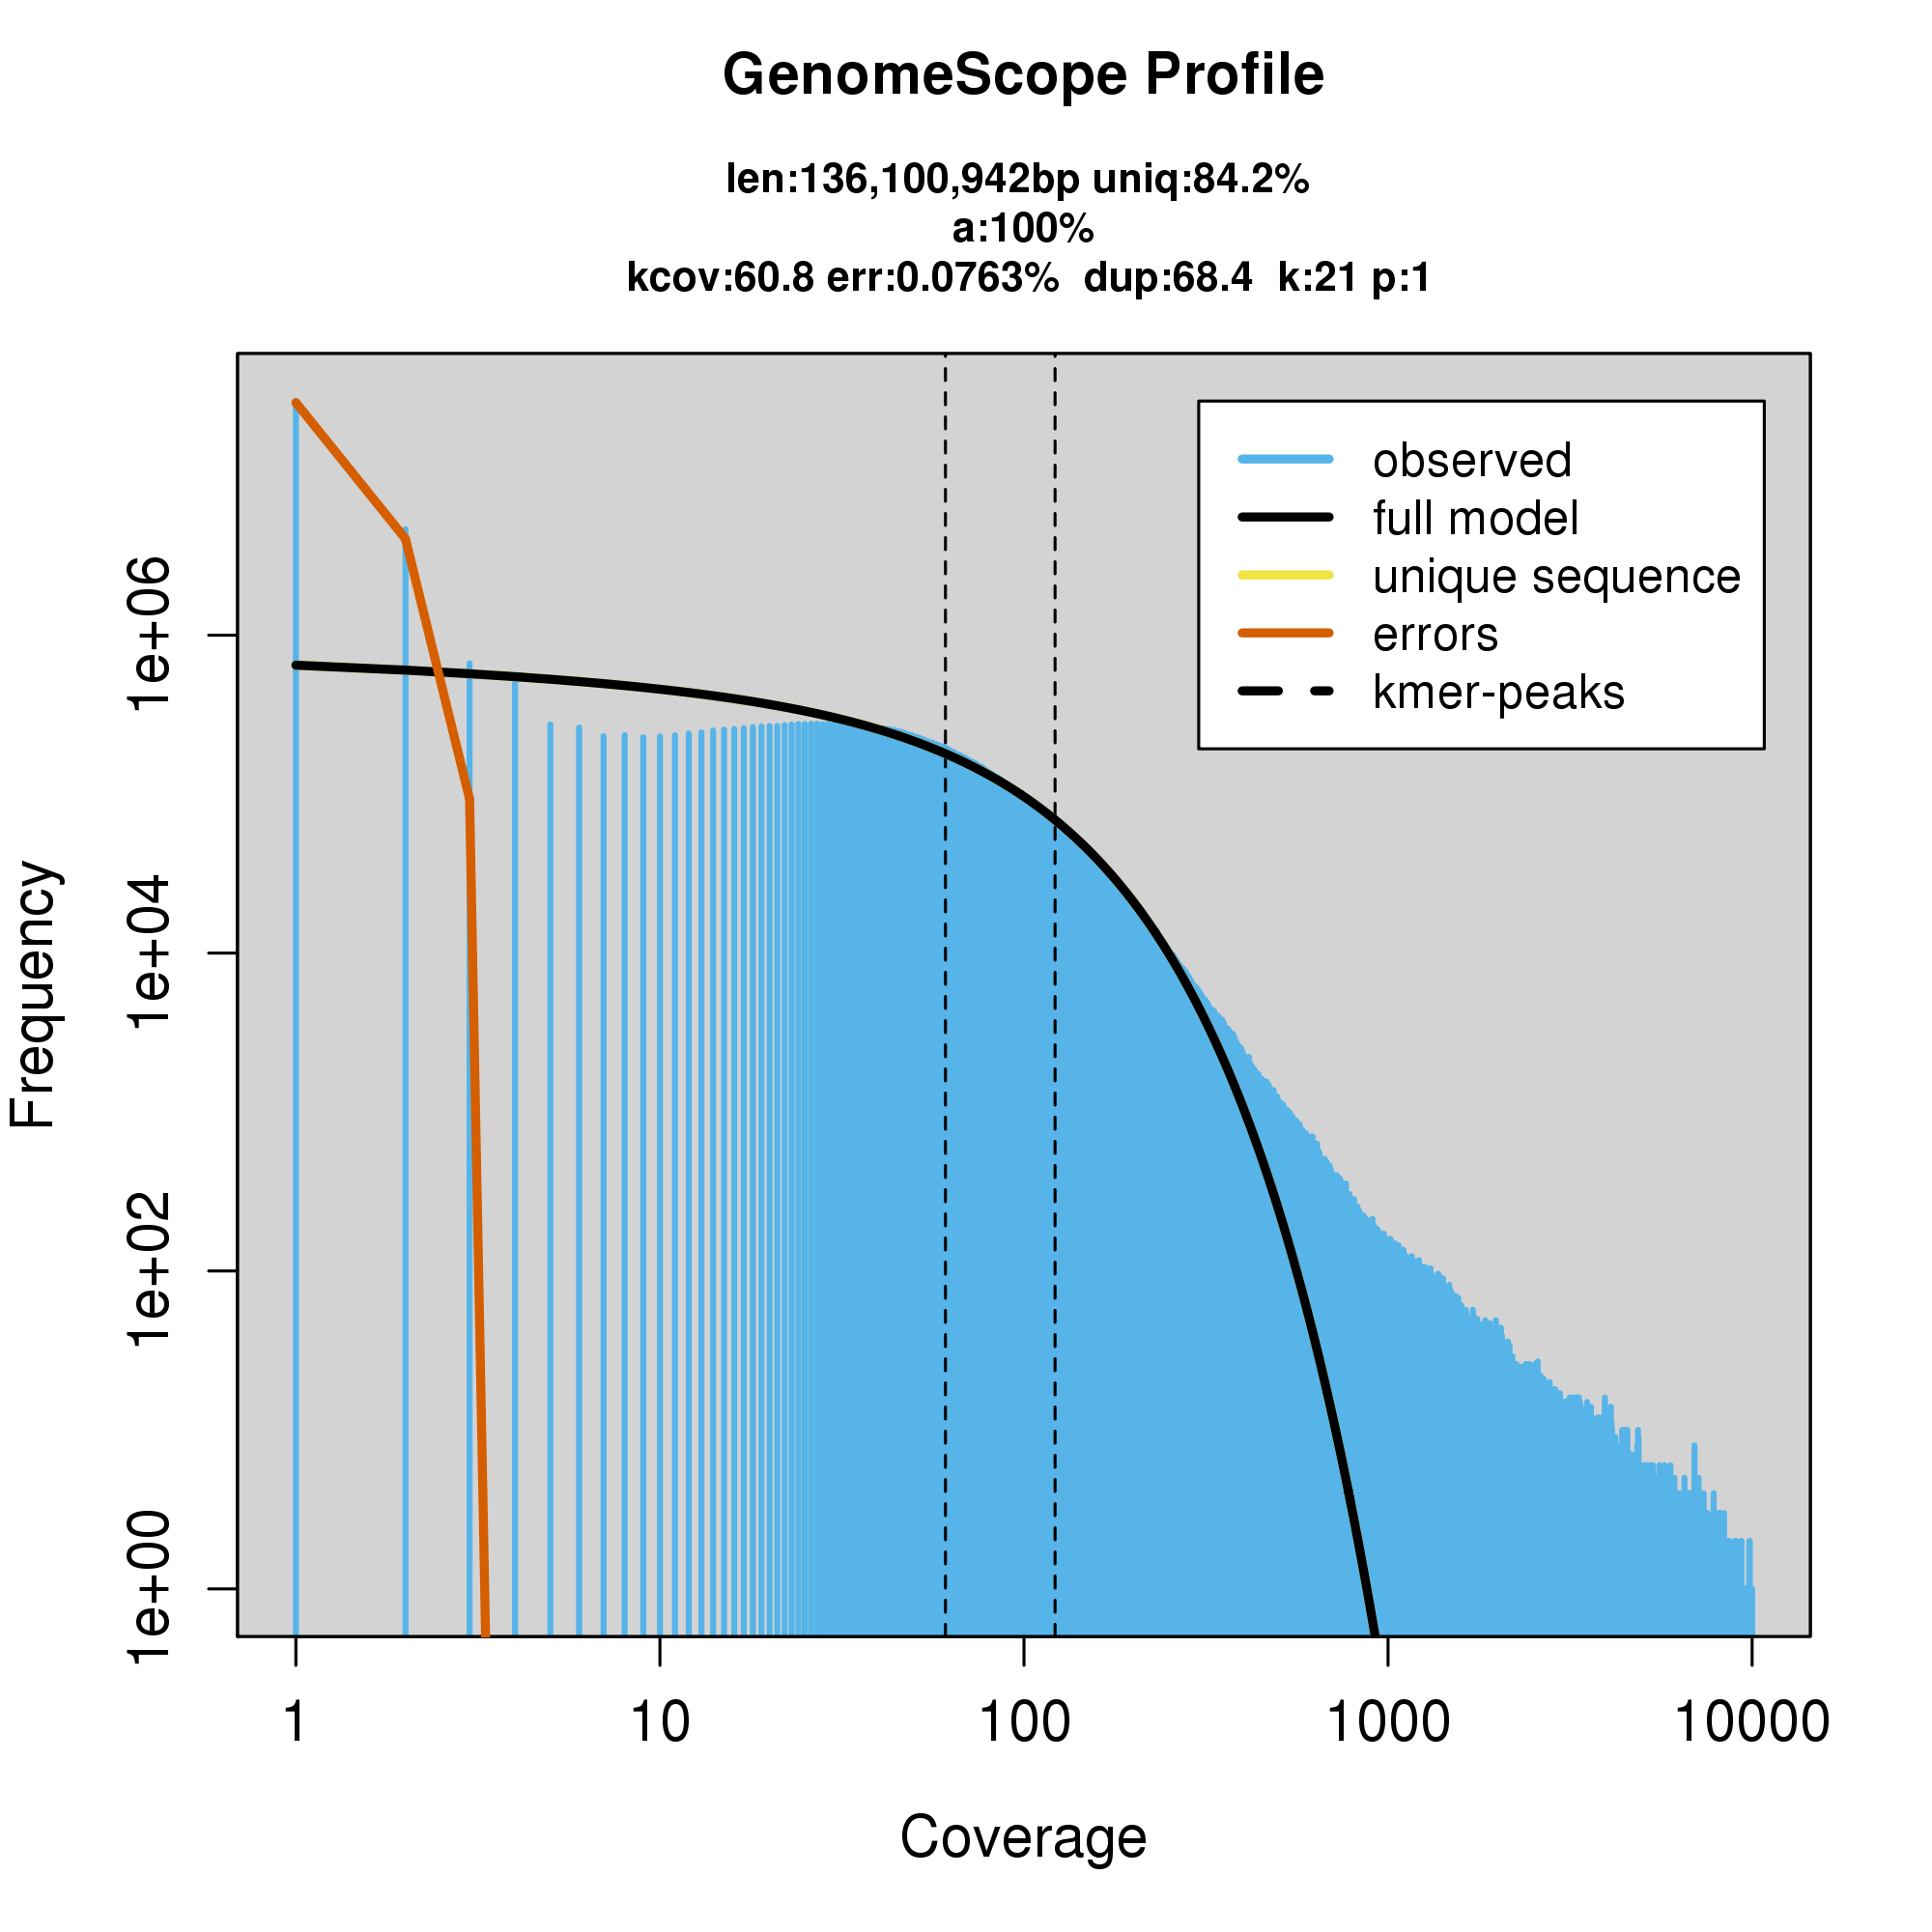 GenomeScope Profile
len:136,100,942bp uniq:84.2%
a:100%
kcov:60.8 err:0.0763%  dup:68.4  k:21 p:1
observed
full model
unique sequence
errors
kmer-peaks
Frequency
1e+06
1e+04
1e+02
1e+00
1 10 100 1000 10000
Coverage